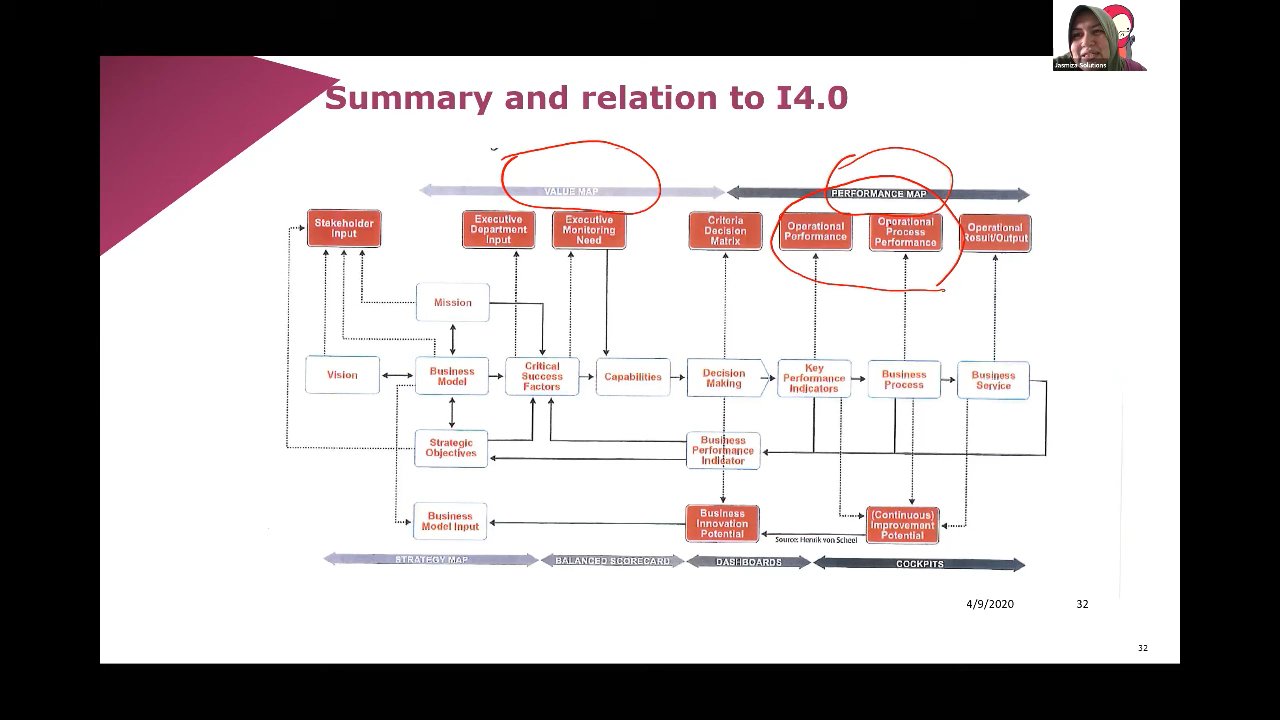 Jasmiza Solutions
Summary and relation to I4.0
VALUE MAP
PERFORMANCE MAP
Stakeholder
Input
Executive
Department
Input
Executive
Monitoring
Need
Criteria
Decision
Matrix
Operational
Performance
Operational
Process
Performance
Operational
Result/Output
Mission
Vision
Business
Model
Critical
Success
Factors
Capabilities
Decision
Making
Key
Performance
Indicators
Business
Process
Business
Service
Strategic
Objectives
Business
Performance
Indicator
Business
Model Input
Business
Innovation
Potential
(Continuous)
Improvement
Potential
Source: Henrik von Scheel
STRATEGY MAP
BALANCED SCORECARD
DASHBOARDS
COCKPITS
4/9/2020
32
32